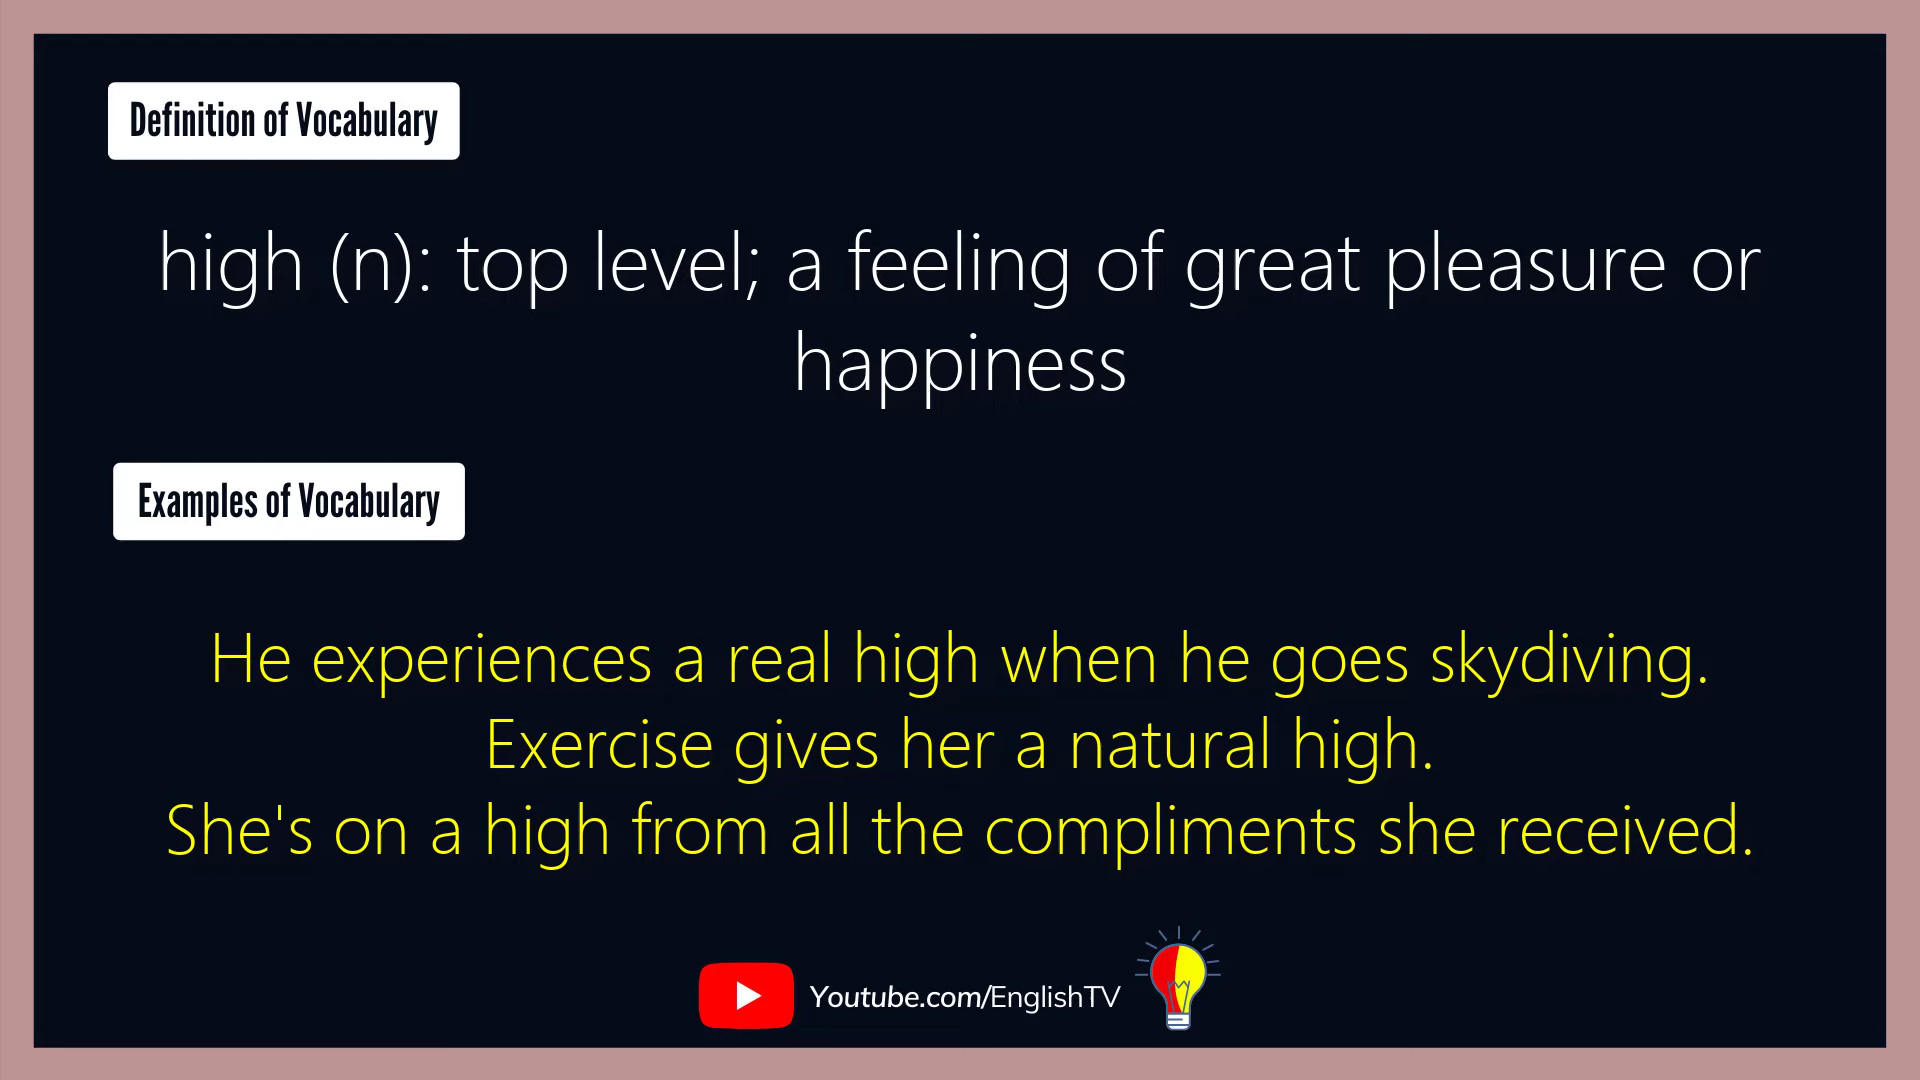 Definition of Vocabulary
high (n): top level; a feeling of great pleasure or
happiness
Examples of Vocabulary
He experiences a real high when he goes skydiving.
Exercise gives her a natural high.
She's on a high from all the compliments she received.
Youtube.com/EnglishTV